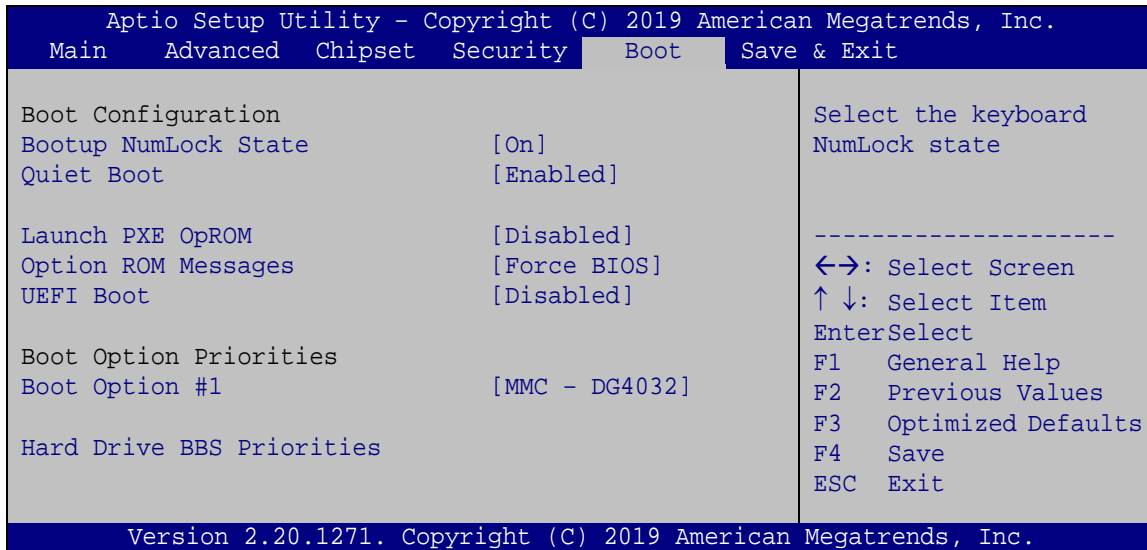 Aptio Setup Utility – Copyright (C) 2019 American Megatrends, Inc.
Main Advanced Chipset Security Boot Save & Exit
Boot Configuration
Bootup NumLock State [On]
Quiet Boot [Enabled]
Launch PXE OpROM [Disabled]
Option ROM Messages [Force BIOS]
UEFI Boot [Disabled]
Boot Option Priorities
Boot Option #1 [MMC – DG4032]
Hard Drive BBS Priorities
Select the keyboard
NumLock state
---------------------
←→: Select Screen
↑ ↓: Select Item
EnterSelect
F1 General Help
F2 Previous Values
F3 Optimized Defaults
F4 Save
ESC Exit
Version 2.20.1271. Copyright (C) 2019 American Megatrends, Inc.